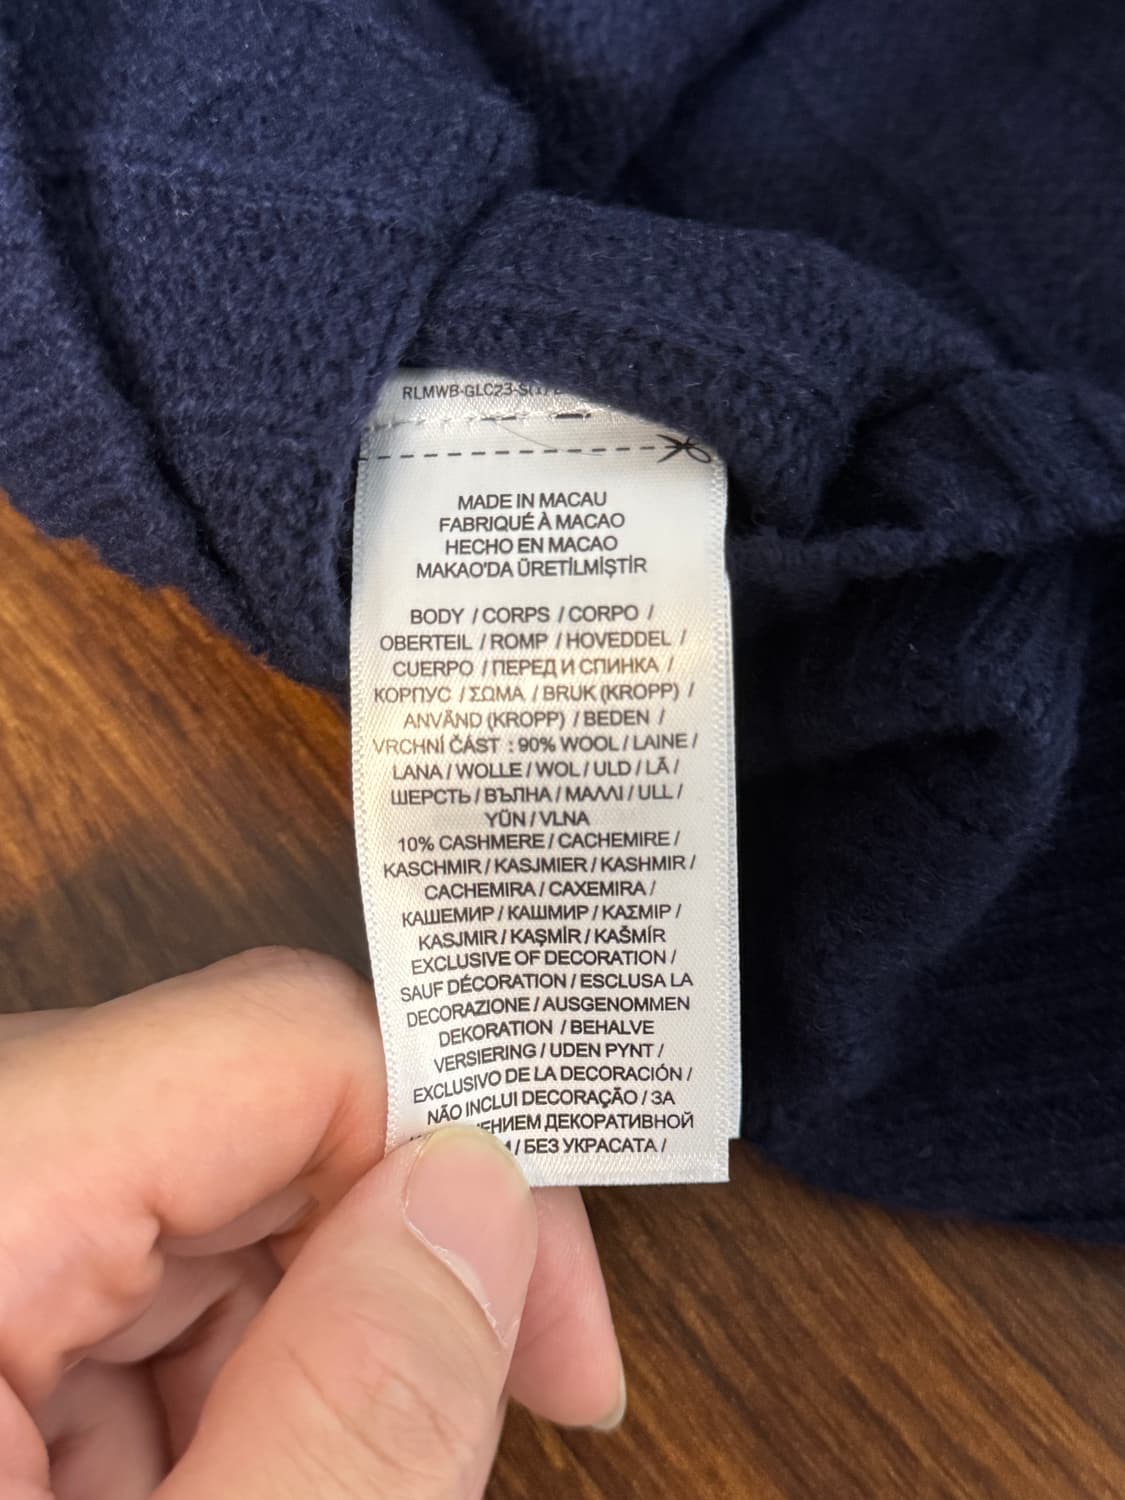 RLMWB-GLC23-S(1)
MADE IN MACAU
FABRIQUÉ À MACAO
HECHO EN MACAO
MAKAO'DA ÜRETİLMİŞTİR
BODY / CORPS / CORPO /
OBERTEIL / ROMP / HOVEDDEL /
CUERPO / ПЕРЕД И СПИНКА /
КОРПУС / ΣΩΜΑ / BRUK (KROPP) /
ANVÄND (KROPP) / BEDEN /
VRCHNÍ ČÁST : 90% WOOL / LAINE /
LANA / WOLLE / WOL / ULD / LÃ /
ШЕРСТЬ / ВЪЛНА / ΜΑΛΛΙ / ULL /
YÜN / VLNA
10% CASHMERE / CACHEMIRE /
KASCHMIR / KASJMIER / KASHMIR /
CACHEMIRA / CAXEMIRA /
КАШЕМИР / КАШМИР / ΚΑΣΜΙΡ /
KASJMIR / KAŞMİR / KAŠMÍR
EXCLUSIVE OF DECORATION /
SAUF DÉCORATION / ESCLUSA LA
DECORAZIONE / AUSGENOMMEN
DEKORATION / BEHALVE
VERSIERING / UDEN PYNT /
EXCLUSIVO DE LA DECORACIÓN /
NÃO INCLUI DECORAÇÃO / ЗА
ДЕКОРАТИВНОЙ
/ БЕЗ УКРАСАТА /